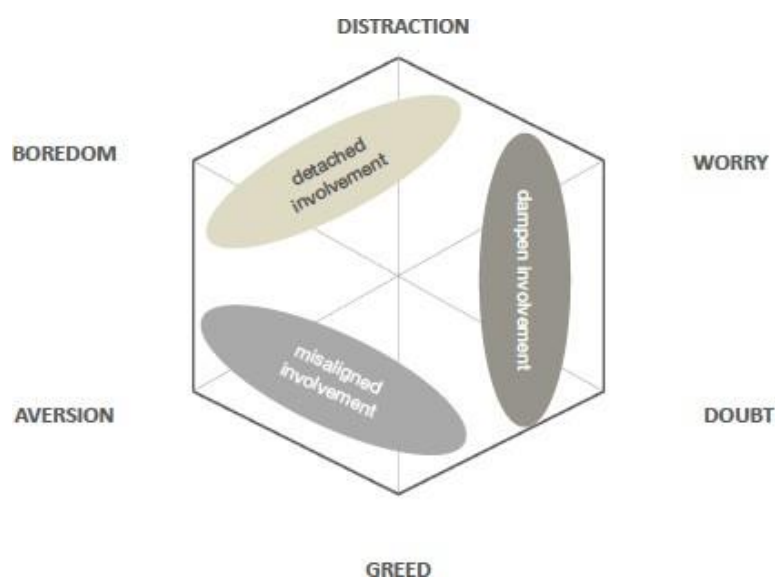 DISTRACTION
BOREDOM
WORRY
detached
involvement
dampen involvement
misaligned
involvement
AVERSION
DOUBT
GREED